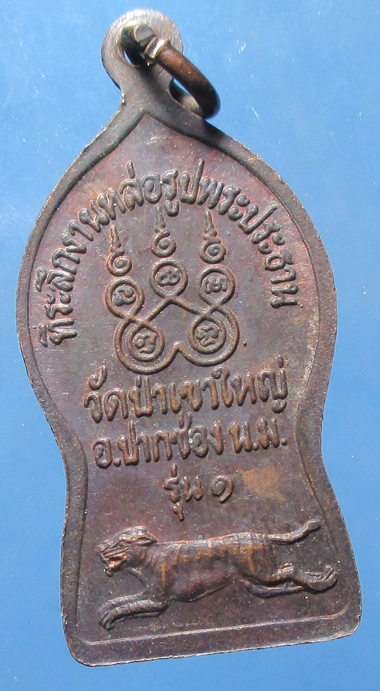 ที่ระลึกงานหล่อรูปพระประธาน
วัดป่าเขาใหญ่
อ.ปากช่อง น.ม.
รุ่น ๑